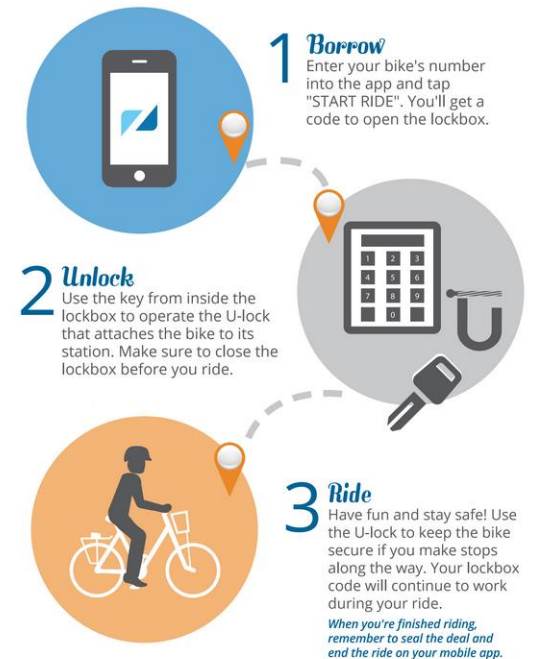 1 Borrow
Enter your bike's number
into the app and tap
"START RIDE". You'll get a
code to open the lockbox.
1 2 3
4 5 6
7 8 9
0
2 Unlock
Use the key from inside the
lockbox to operate the U-lock
that attaches the bike to its
station. Make sure to close the
lockbox before you ride.
3 Ride
Have fun and stay safe! Use
the U-lock to keep the bike
secure if you make stops
along the way. Your lockbox
code will continue to work
during your ride.
When you're finished riding,
remember to seal the deal and
end the ride on your mobile app.